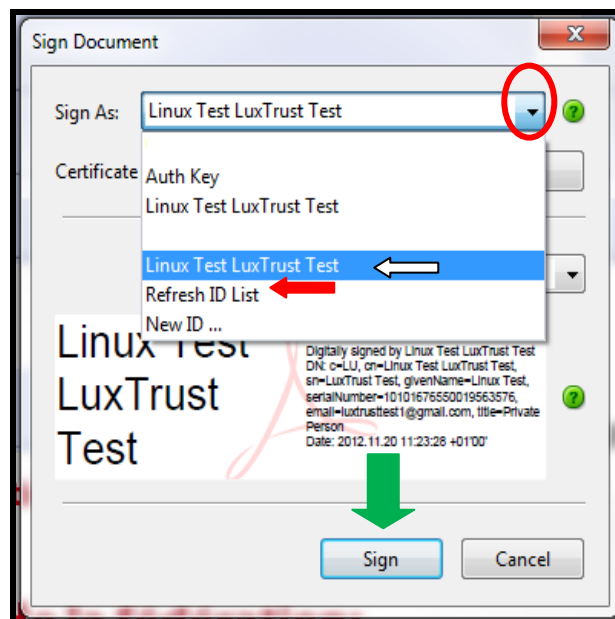 Sign Document
Sign As: Linux Test LuxTrust Test
Certificate
Auth Key
Linux Test LuxTrust Test
Linux Test LuxTrust Test
Refresh ID List
New ID ...
Linux Test
LuxTrust
Test
Digitally signed by Linux Test LuxTrust Test
DN: c=LU, cn=Linux Test LuxTrust Test,
sn=LuxTrust Test, givenName=Linux Test,
serialNumber=10101676550019563576,
email=luxtrusttest1@gmail.com, title=Private
Person
Date: 2012.11.20 11:23:28 +01'00'
Sign Cancel